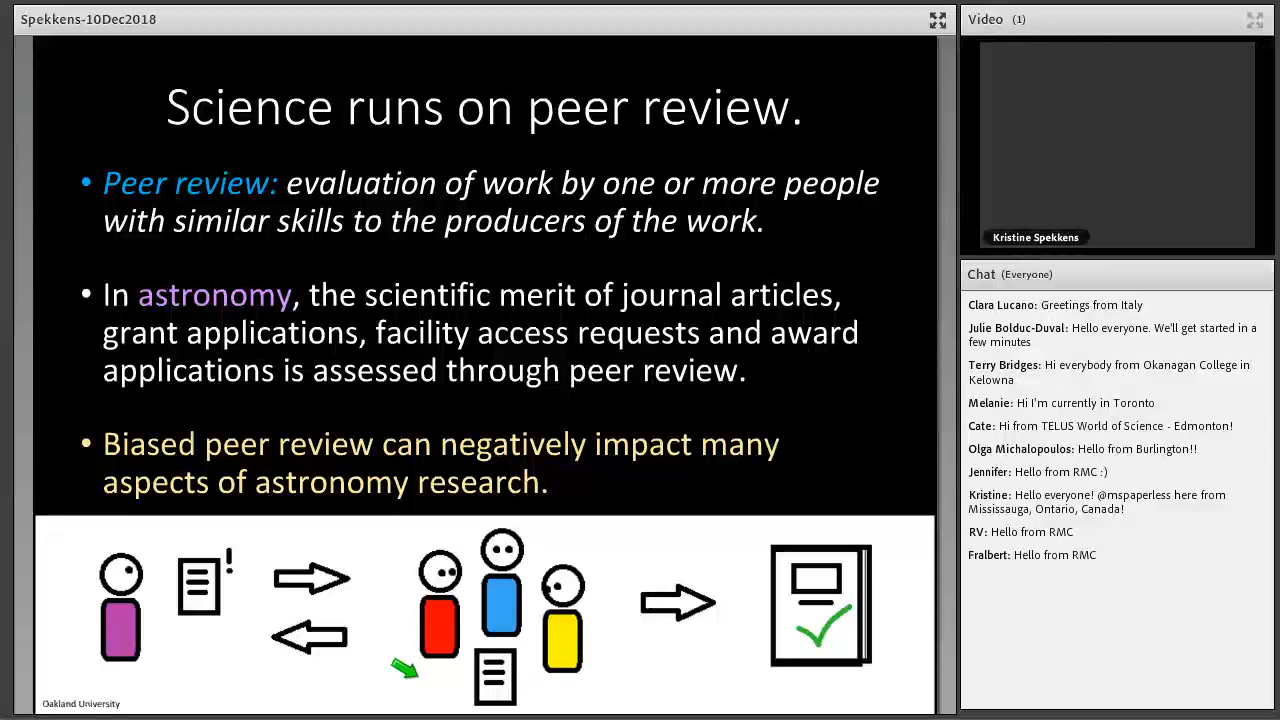 Spekkens-10Dec2018
Science runs on peer review.
• Peer review: evaluation of work by one or more people
with similar skills to the producers of the work.
• In astronomy, the scientific merit of journal articles,
grant applications, facility access requests and award
applications is assessed through peer review.
• Biased peer review can negatively impact many
aspects of astronomy research.
!
Oakland University
Video (1)
Kristine Spekkens
Chat (Everyone)
Clara Lucano: Greetings from Italy
Julie Bolduc-Duval: Hello everyone. We'll get started in a
few minutes
Terry Bridges: Hi everybody from Okanagan College in
Kelowna
Melanie: Hi I'm currently in Toronto
Cate: Hi from TELUS World of Science - Edmonton!
Olga Michalopoulos: Hello from Burlington!!
Jennifer: Hello from RMC :)
Kristine: Hello everyone! @mspaperless here from
Mississauga, Ontario, Canada!
RV: Hello from RMC
Fralbert: Hello from RMC